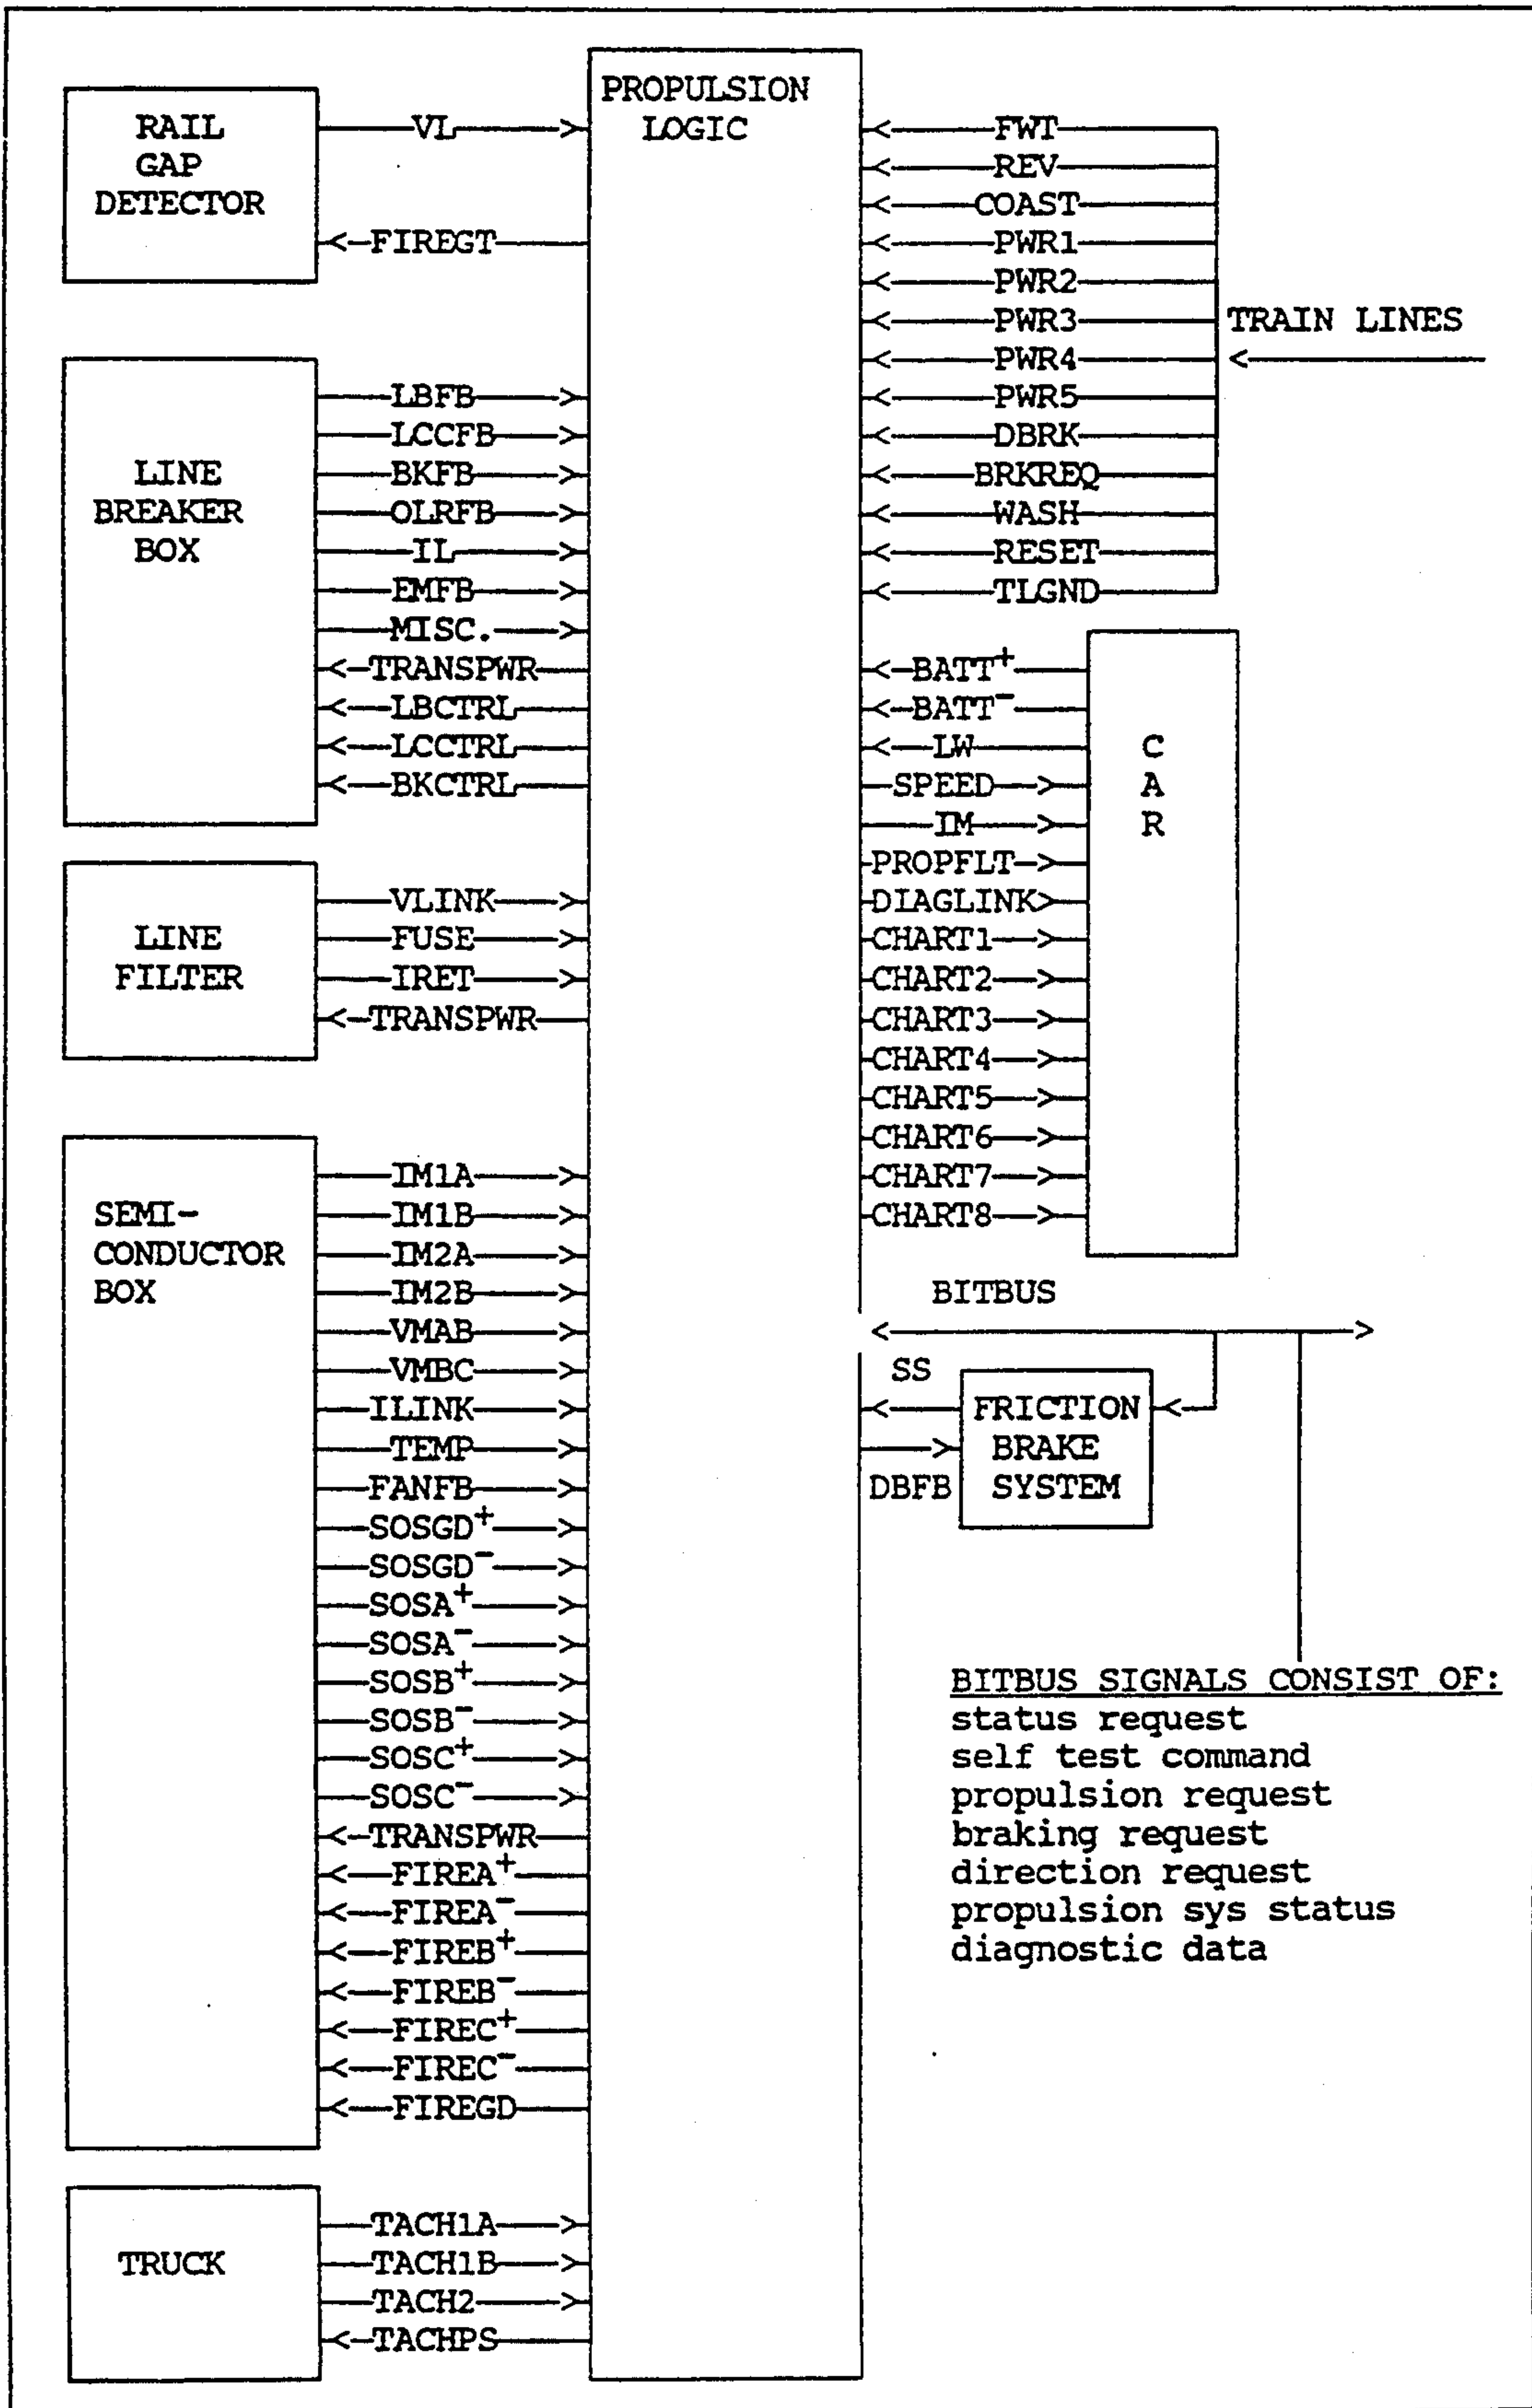 PROPULSION
LOGIC
RAIL
GAP
DETECTOR
VL
FIREGT
LINE
BREAKER
BOX
LBFB
LCCFB
BKFB
OLRFB
IL
EMFB
MISC.
TRANSPWR
LBCTRL
LCCTRL
BKCTRL
LINE
FILTER
VLINK
FUSE
IRET
TRANSPWR
SEMI-
CONDUCTOR
BOX
IM1A
IM1B
IM2A
IM2B
VMAB
VMBC
ILINK
TEMP
FANFB
SOSGD+
SOSGD-
SOSA+
SOSA-
SOSB+
SOSB-
SOSC+
SOSC-
TRANSPWR
FIREA+
FIREA-
FIREB+
FIREB-
FIREC+
FIREC-
FIREGD
TRUCK
TACH1A
TACH1B
TACH2
TACHPS
FWT
REV
COAST
PWR1
PWR2
PWR3
PWR4
PWR5
DBRK
BRKREQ
WASH
RESET
TLGND
TRAIN LINES
BATT+
BATT-
LW
SPEED
IM
PROPFLT
DIAGLINK
CHART1
CHART2
CHART3
CHART4
CHART5
CHART6
CHART7
CHART8
C
A
R
BITBUS
SS
DBFB
FRICTION
BRAKE
SYSTEM
BITBUS SIGNALS CONSIST OF:
status request
self test command
propulsion request
braking request
direction request
propulsion sys status
diagnostic data